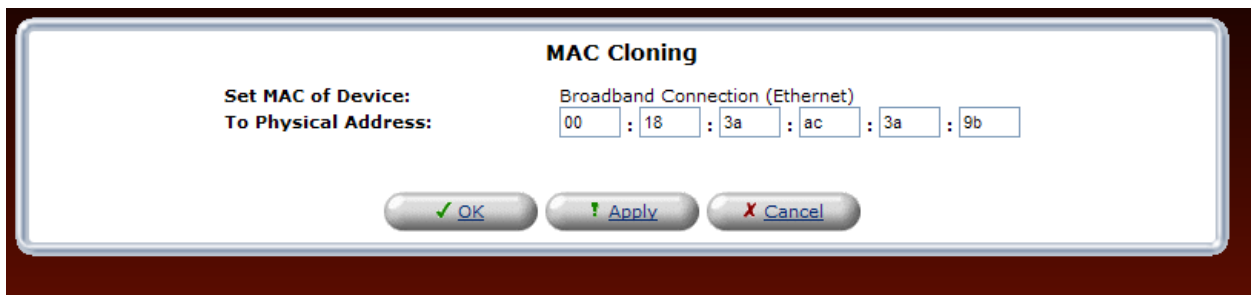 MAC Cloning
Set MAC of Device: Broadband Connection (Ethernet)
To Physical Address: 00 : 18 : 3a : ac : 3a : 9b
OK Apply Cancel